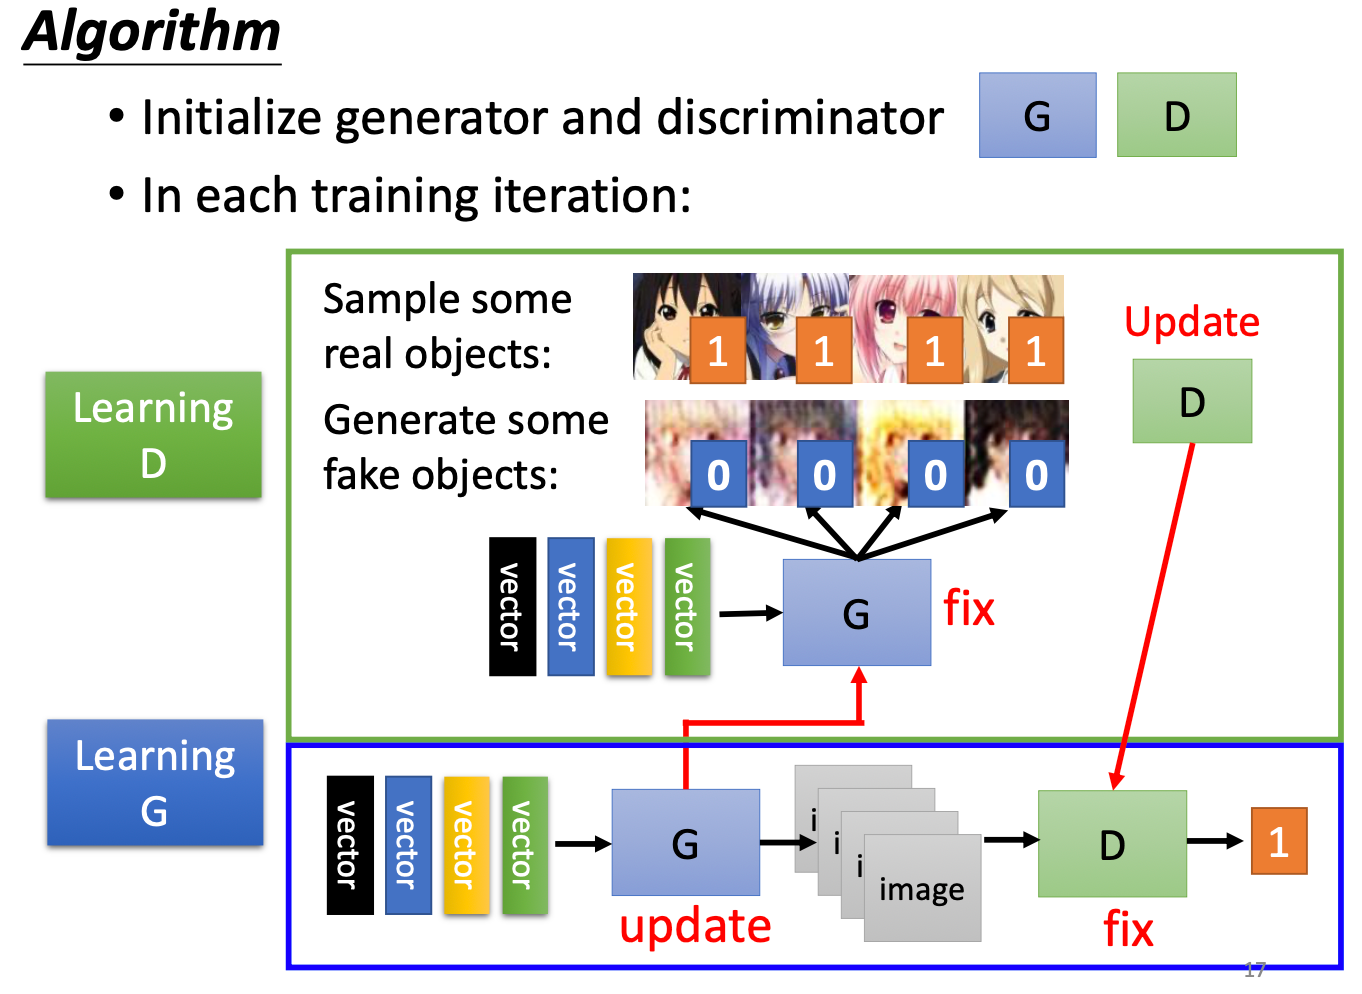 Algorithm
• Initialize generator and discriminator
G
D
• In each training iteration:
Learning
D
Sample some
real objects:
1
1
1
1
Update
D
Generate some
fake objects:
0
0
0
0
vector
vector
vector
vector
G
fix
Learning
G
vector
vector
vector
vector
G
update
i
i
i
image
D
fix
1
17